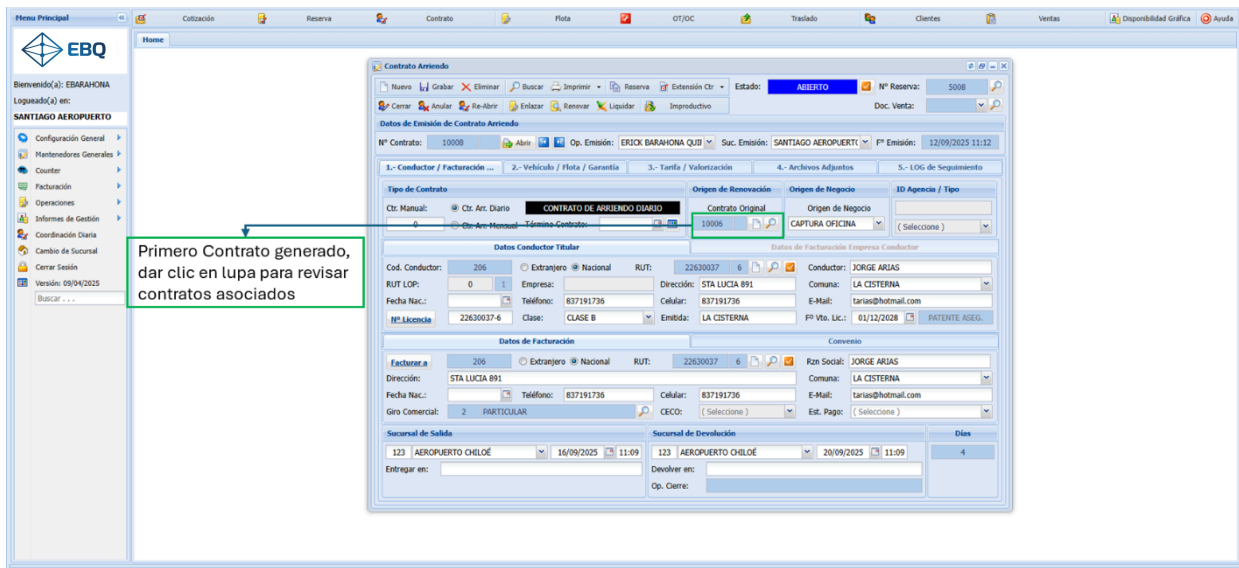 Menu Principal
Cotización Reserva Contrato Flota OT/OC Traslado Clientes Ventas Disponibilidad Gráfica Ayuda
EBQ
Home
Bienvenido(a): EBARAHONA
Logueado(a) en:
SANTIAGO AEROPUERTO
Configuración General
Mantenedores Generales
Counter
Facturación
Operaciones
Informes de Gestión
Coordinación Diaria
Cambio de Sucursal
Cerrar Sesión
Versión: 09/04/2025
Buscar . . .
Primero Contrato generado,
dar clic en lupa para revisar
contratos asociados
Contrato Arriendo
Nuevo Grabar Eliminar Buscar Imprimir Reserva Extensión Ctr Estado: ABIERTO Nº Reserva: 5008
Cerrar Anular Re-Abrir Enlazar Renovar Liquidar Improductivo Doc. Venta:
Datos de Emisión de Contrato Arriendo
Nº Contrato: 10008 Abrir Op. Emisión: ERICK BARAHONA QUI Suc. Emisión: SANTIAGO AEROPUERT( Fº Emisión: 12/09/2025 11:12
1.- Conductor / Facturación ... 2.- Vehículo / Flota / Garantía 3.- Tarifa / Valorización 4.- Archivos Adjuntos 5.- LOG de Seguimiento
Tipo de Contrato Origen de Renovación Origen de Negocio ID Agencia / Tipo
Ctr. Manual: Ctr. Arr. Diario CONTRATO DE ARRIENDO DIARIO Contrato Original Origen de Negocio
0 Ctr. Arr. Mensual Término Contrato: 10006 CAPTURA OFICINA ( Seleccione )
Datos Conductor Titular Datos de Facturación Empresa Conductor
Cod. Conductor: 206 Extranjero Nacional RUT: 22630037 6 Conductor: JORGE ARIAS
RUT LOP: 0 1 Empresa: Dirección: STA LUCIA 891 Comuna: LA CISTERNA
Fecha Nac.: Teléfono: 837191736 Celular: 837191736 E-Mail: tarias@hotmail.com
Nº Licencia 22630037-6 Clase: CLASE B Emitida: LA CISTERNA Fº Vto. Lic.: 01/12/2028 PATENTE ASEG.
Datos de Facturación Convenio
Facturar a 206 Extranjero Nacional RUT: 22630037 6 Rzn Social: JORGE ARIAS
Dirección: STA LUCIA 891 Comuna: LA CISTERNA
Fecha Nac.: Teléfono: 837191736 Celular: 837191736 E-Mail: tarias@hotmail.com
Giro Comercial: 2 PARTICULAR CECO: ( Seleccione ) Est. Pago: ( Seleccione )
Sucursal de Salida Sucursal de Devolución Días
123 AEROPUERTO CHILOÉ 16/09/2025 11:09 123 AEROPUERTO CHILOÉ 20/09/2025 11:09 4
Entregar en: Devolver en:
Op. Cierre: